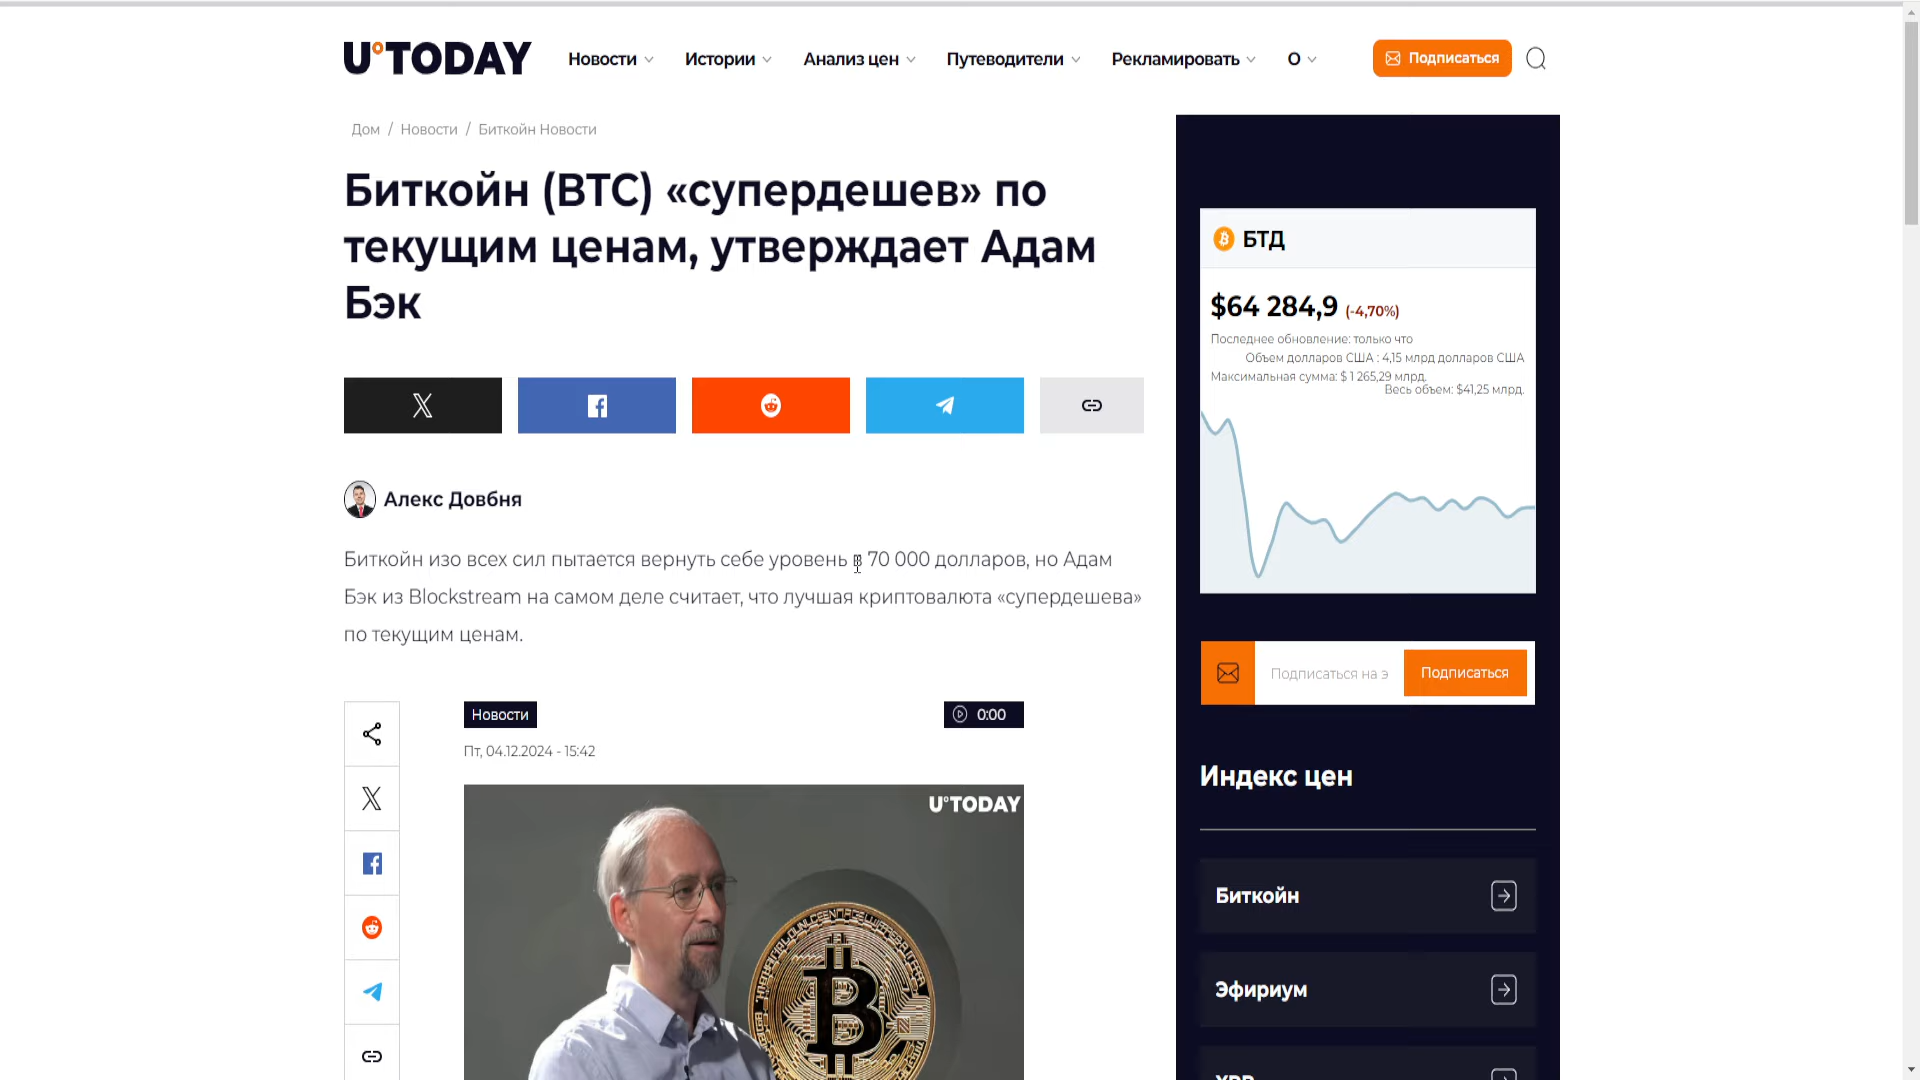 U°TODAY
Новости
Истории
Анализ цен
Путеводители
Рекламировать
О
Подписаться
Дом / Новости / Биткойн Новости
Биткойн (BTC) «супердешев» по
текущим ценам, утверждает Адам
Бэк
Алекс Довбня
Биткойн изо всех сил пытается вернуть себе уровень в 70 000 долларов, но Адам
Бэк из Blockstream на самом деле считает, что лучшая криптовалюта «супердешева»
по текущим ценам.
Новости
0:00
Пт, 04.12.2024 - 15:42
U°TODAY
БТД
$64 284,9 (-4,70%)
Последнее обновление: только что
Объем долларов США : 4,15 млрд долларов США
Максимальная сумма: $ 1 265,29 млрд.
Весь объем: $41,25 млрд.
Подписаться на э
Подписаться
Индекс цен
Биткойн
Эфириум
XRP